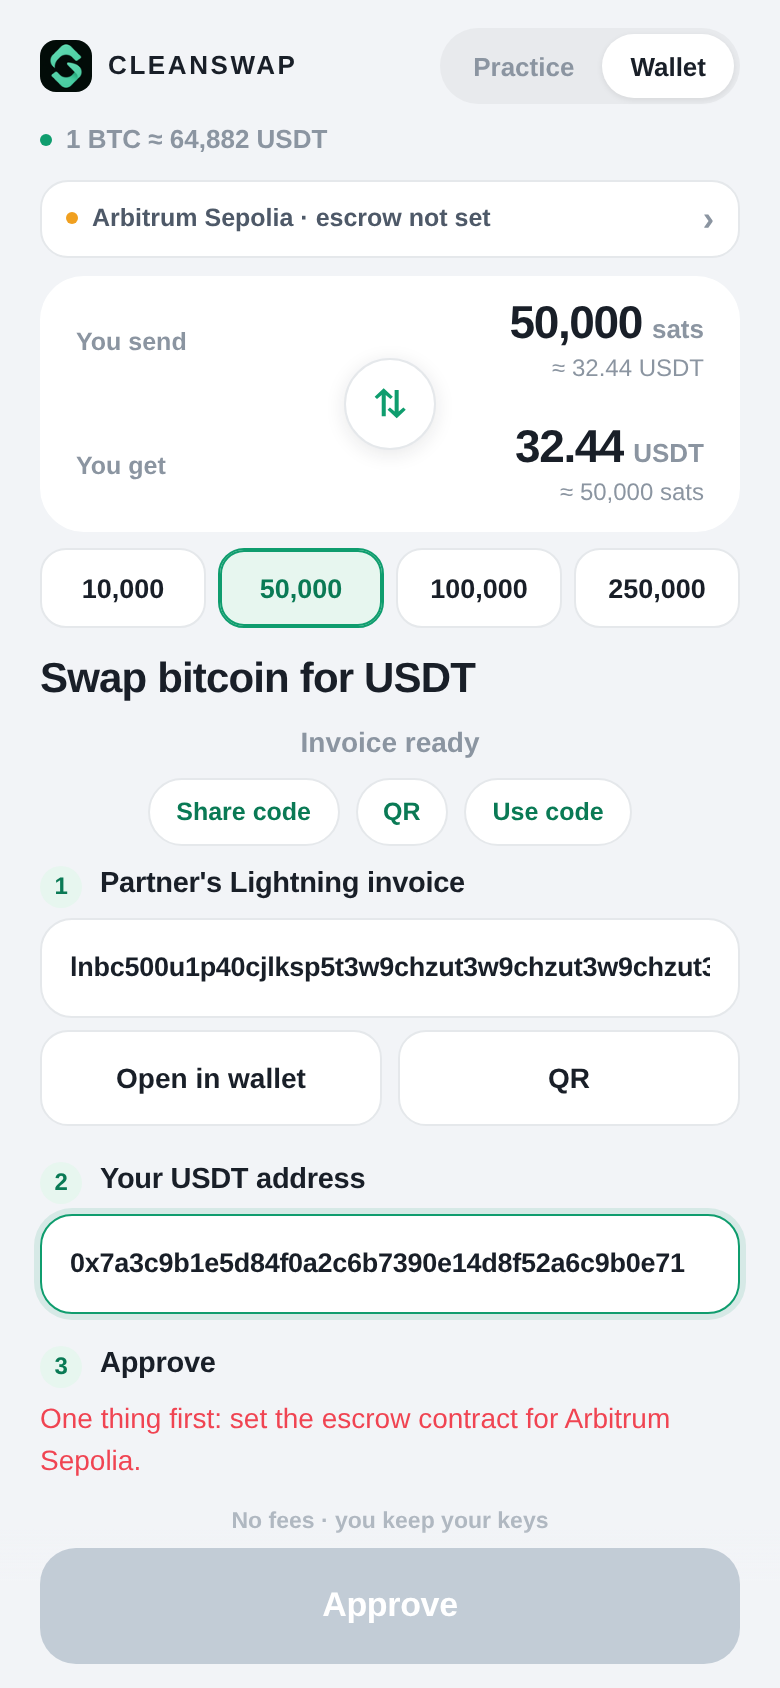 CLEANSWAP
Practice
Wallet
1 BTC ≈ 64,882 USDT
Arbitrum Sepolia · escrow not set ›
You send
50,000 sats
≈ 32.44 USDT
You get
32.44 USDT
≈ 50,000 sats
10,000
50,000
100,000
250,000
Swap bitcoin for USDT
Invoice ready
Share code
QR
Use code
1 Partner's Lightning invoice
lnbc500u1p40cjlksp5t3w9chzut3w9chzut3w9chzut3
Open in wallet
QR
2 Your USDT address
0x7a3c9b1e5d84f0a2c6b7390e14d8f52a6c9b0e71
3 Approve
One thing first: set the escrow contract for Arbitrum
Sepolia.
No fees · you keep your keys
Approve